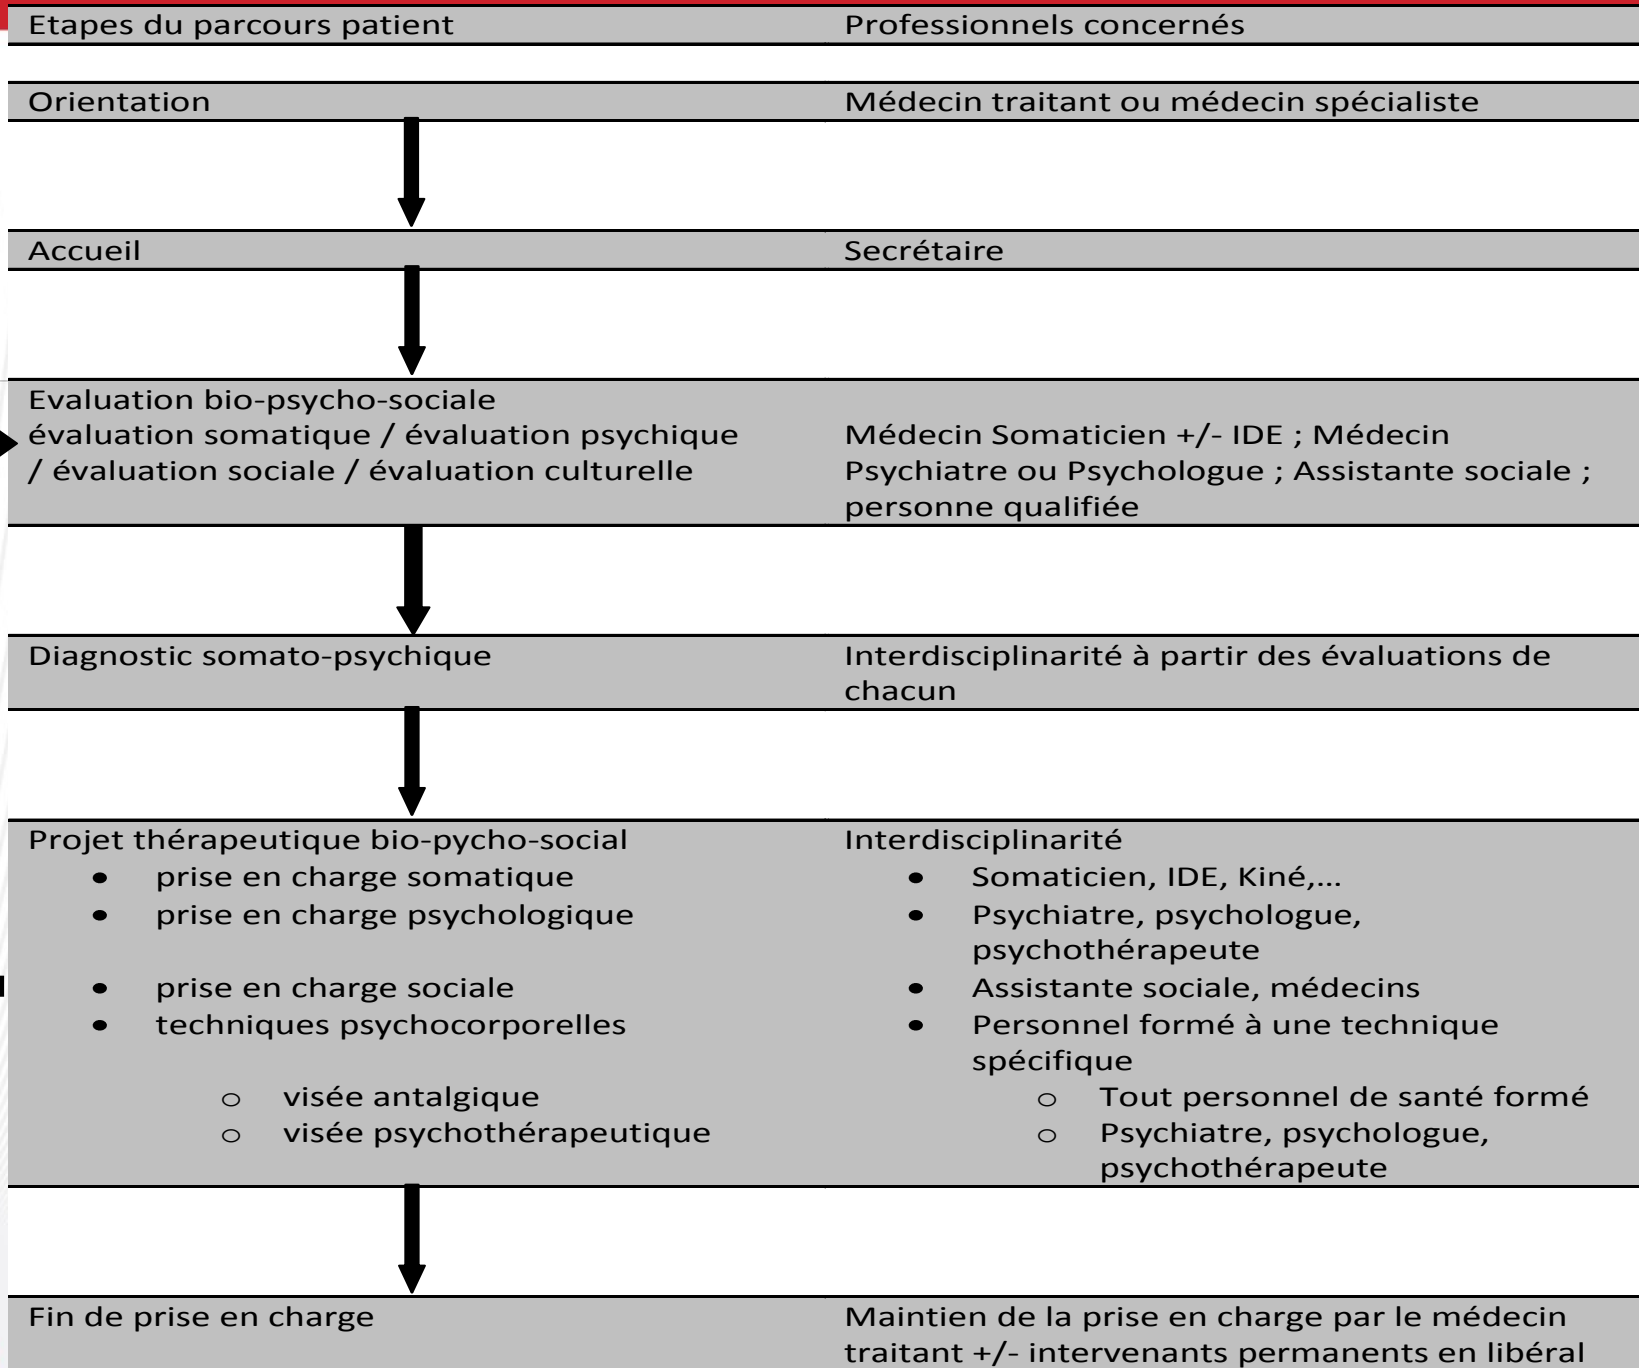 Etapes du parcours patient Professionnels concernés
Orientation Médecin traitant ou médecin spécialiste
Accueil Secrétaire
Evaluation bio-psycho-sociale
évaluation somatique / évaluation psychique
/ évaluation sociale / évaluation culturelle
Médecin Somaticien +/- IDE ; Médecin
Psychiatre ou Psychologue ; Assistante sociale ;
personne qualifiée
Diagnostic somato-psychique
Interdisciplinarité à partir des évaluations de
chacun
Projet thérapeutique bio-pycho-social
• prise en charge somatique
• prise en charge psychologique
• prise en charge sociale
• techniques psychocorporelles
o visée antalgique
o visée psychothérapeutique
Interdisciplinarité
• Somaticien, IDE, Kiné,...
• Psychiatre, psychologue,
psychothérapeute
• Assistante sociale, médecins
• Personnel formé à une technique
spécifique
o Tout personnel de santé formé
o Psychiatre, psychologue,
psychothérapeute
Fin de prise en charge
Maintien de la prise en charge par le médecin
traitant +/- intervenants permanents en libéral